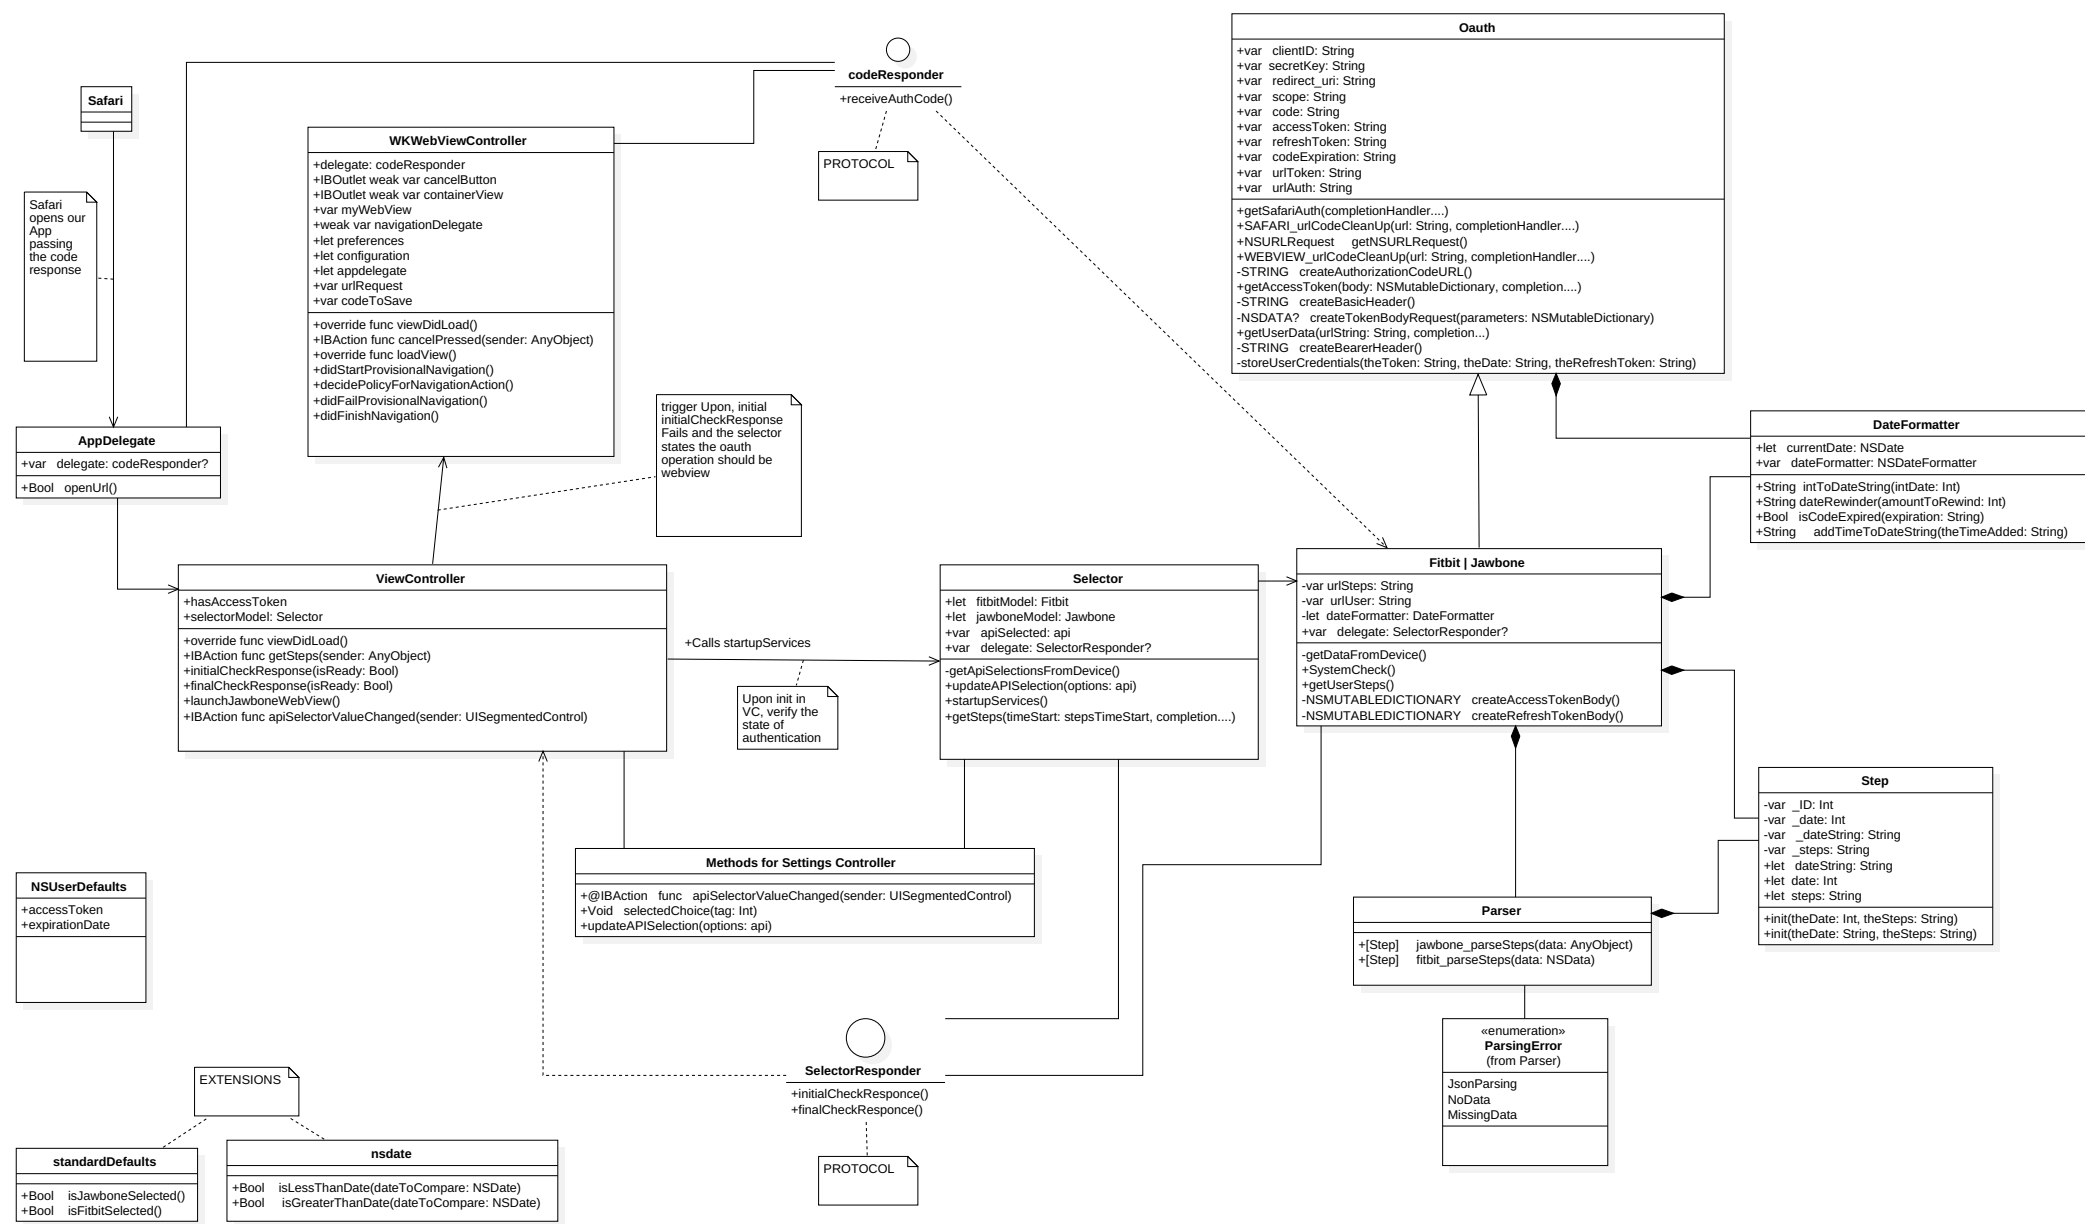 Oauth
+var clientID: String
+var secretKey: String
+var redirect_uri: String
+var scope: String
+var code: String
+var accessToken: String
+var refreshToken: String
+var codeExpiration: String
+var urlToken: String
+var urlAuth: String
+getSafariAuth(completionHandler....)
+SAFARI_urlCodeCleanUp(url: String, completionHandler....)
+NSURLRequest getNSURLRequest()
+WEBVIEW_urlCodeCleanUp(url: String, completionHandler....)
-STRING createAuthorizationCodeURL()
+getAccessToken(body: NSMutableDictionary, completion....)
-STRING createBasicHeader()
-NSDATA? createTokenBodyRequest(parameters: NSMutableDictionary)
+getUserData(urlString: String, completion...)
-STRING createBearerHeader()
-storeUserCredentials(theToken: String, theDate: String, theRefreshToken: String)
codeResponder
+receiveAuthCode()
PROTOCOL
Safari
Safari
opens our
App
passing
the code
response
WKWebViewController
+delegate: codeResponder
+IBOutlet weak var cancelButton
+IBOutlet weak var containerView
+var myWebView
+weak var navigationDelegate
+let preferences
+let configuration
+let appdelegate
+var urlRequest
+var codeToSave
+override func viewDidLoad()
+IBAction func cancelPressed(sender: AnyObject)
+override func loadView()
+didStartProvisionalNavigation()
+decidePolicyForNavigationAction()
+didFailProvisionalNavigation()
+didFinishNavigation()
trigger Upon, initial
initialCheckResponse
Fails and the selector
states the oauth
operation should be
webview
AppDelegate
+var delegate: codeResponder?
+Bool openUrl()
DateFormatter
+let currentDate: NSDate
+var dateFormatter: NSDateFormatter
+String intToDateString(intDate: Int)
+String dateRewinder(amountToRewind: Int)
+Bool isCodeExpired(expiration: String)
+String addTimeToDateString(theTimeAdded: String)
ViewController
+hasAccessToken
+selectorModel: Selector
+override func viewDidLoad()
+IBAction func getSteps(sender: AnyObject)
+initialCheckResponse(isReady: Bool)
+finalCheckResponse(isReady: Bool)
+launchJawboneWebView()
+IBAction func apiSelectorValueChanged(sender: UISegmentedControl)
+Calls startupServices
Upon init in
VC, verify the
state of
authentication
Selector
+let fitbitModel: Fitbit
+let jawboneModel: Jawbone
+var apiSelected: api
+var delegate: SelectorResponder?
-getApiSelectionsFromDevice()
+updateAPISelection(options: api)
+startupServices()
+getSteps(timeStart: stepsTimeStart, completion....)
Fitbit | Jawbone
-var urlSteps: String
-var urlUser: String
-let dateFormatter: DateFormatter
+var delegate: SelectorResponder?
-getDataFromDevice()
+SystemCheck()
+getUserSteps()
-NSMUTABLEDICTIONARY createAccessTokenBody()
-NSMUTABLEDICTIONARY createRefreshTokenBody()
Step
-var _ID: Int
-var _date: Int
-var _dateString: String
-var _steps: String
+let dateString: String
+let date: Int
+let steps: String
+init(theDate: Int, theSteps: String)
+init(theDate: String, theSteps: String)
Methods for Settings Controller
+@IBAction func apiSelectorValueChanged(sender: UISegmentedControl)
+Void selectedChoice(tag: Int)
+updateAPISelection(options: api)
NSUserDefaults
+accessToken
+expirationDate
Parser
+[Step] jawbone_parseSteps(data: AnyObject)
+[Step] fitbit_parseSteps(data: NSData)
«enumeration»
ParsingError
(from Parser)
JsonParsing
NoData
MissingData
SelectorResponder
+initialCheckResponce()
+finalCheckResponce()
PROTOCOL
EXTENSIONS
standardDefaults
+Bool isJawboneSelected()
+Bool isFitbitSelected()
nsdate
+Bool isLessThanDate(dateToCompare: NSDate)
+Bool isGreaterThanDate(dateToCompare: NSDate)